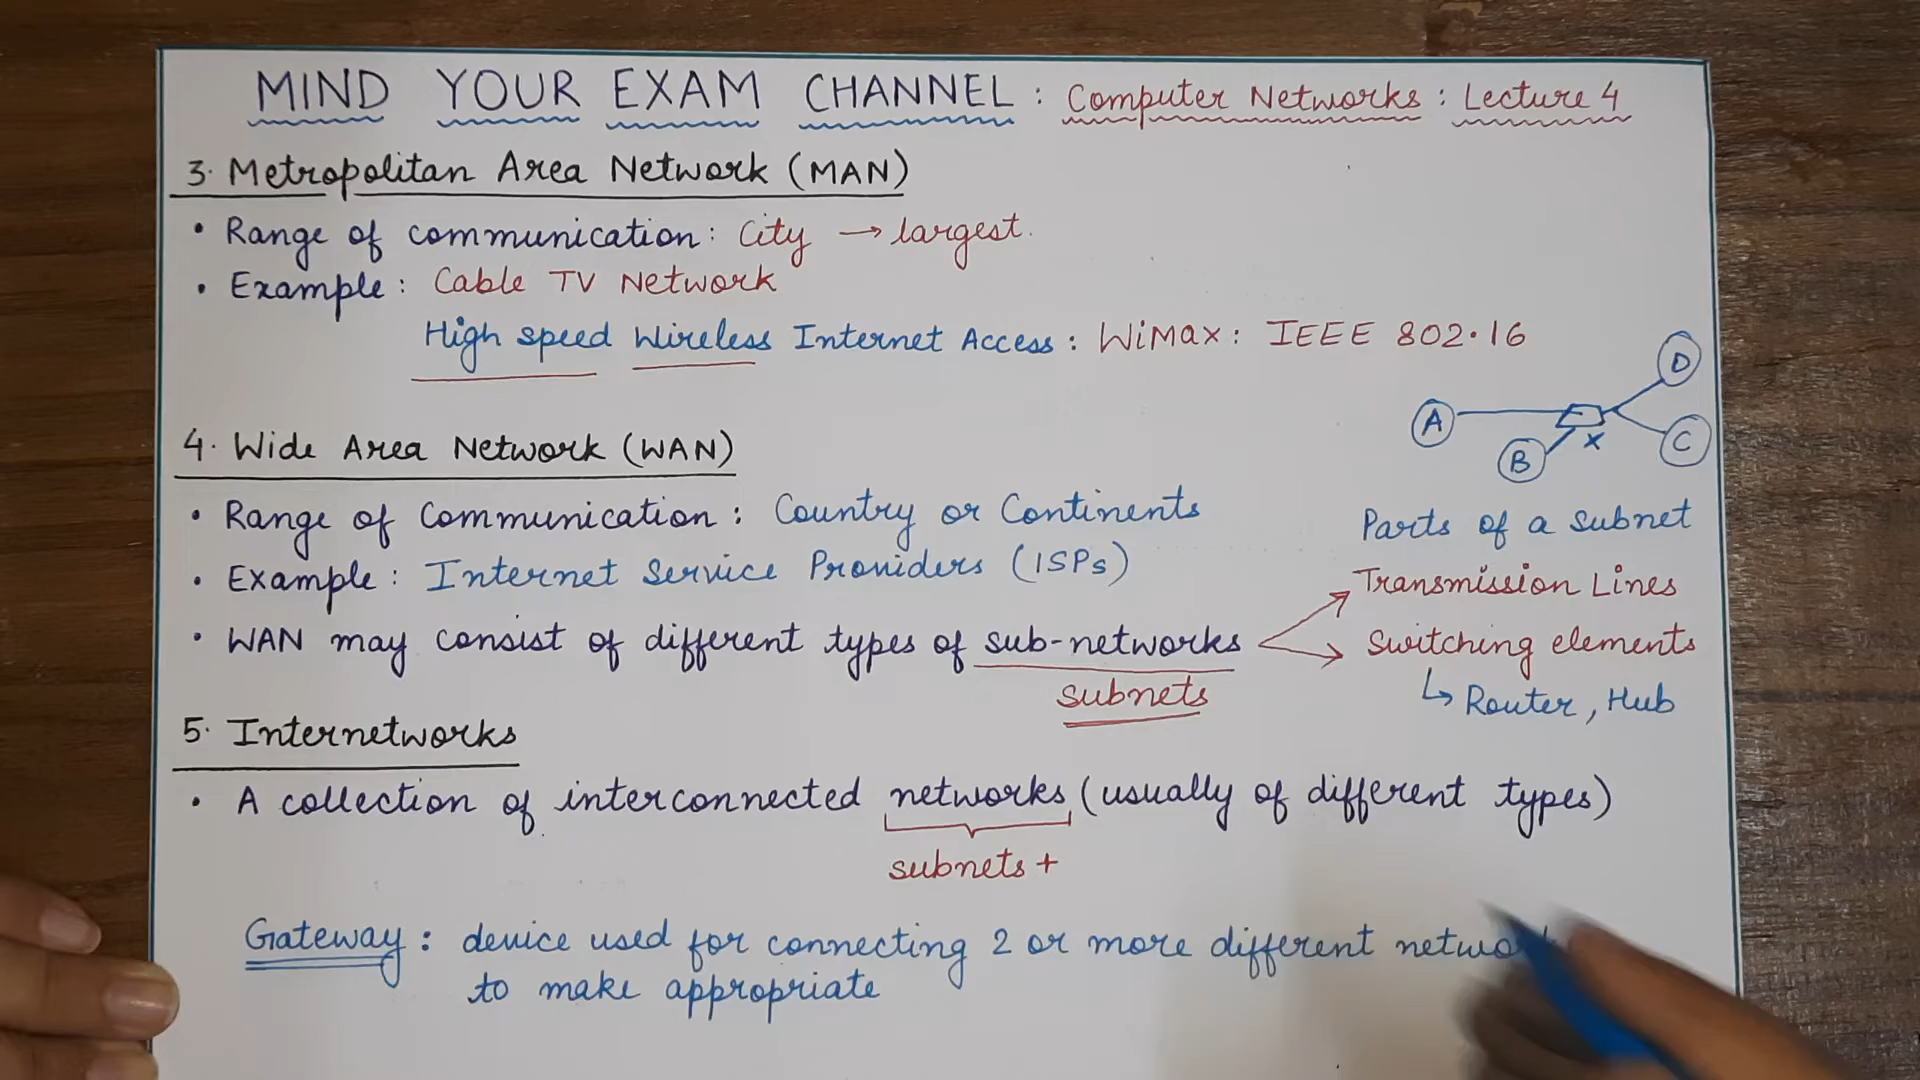 MIND YOUR EXAM CHANNEL : Computer Networks : Lecture 4
3. Metropolitan Area Network (MAN)
• Range of communication : City → largest.
• Example : Cable TV Network
High speed Wireless Internet Access : WiMax : IEEE 802.16
A B X D C
4. Wide Area Network (WAN)
• Range of Communication : Country or Continents
• Example : Internet Service Providers (ISPs)
• WAN may consist of different types of sub-networks
subnets
Parts of a subnet
Transmission Lines
Switching elements
↳ Router, Hub
5. Internetworks
• A collection of interconnected networks (usually of different types)
subnets +
Gateway : device used for connecting 2 or more different
to make appropriate